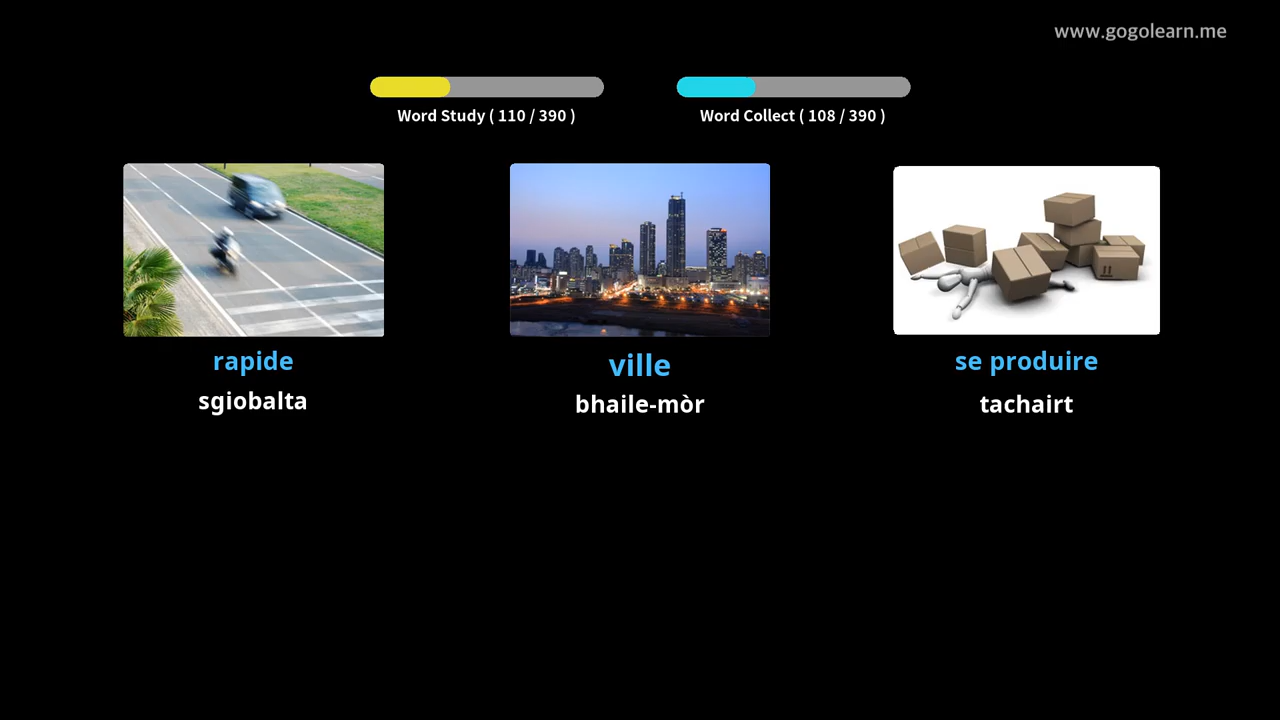 www.gogolearn.me
Word Study ( 110 / 390 )
Word Collect ( 108 / 390 )
rapide
sgiobalta
ville
bhaile-mòr
se produire
tachairt